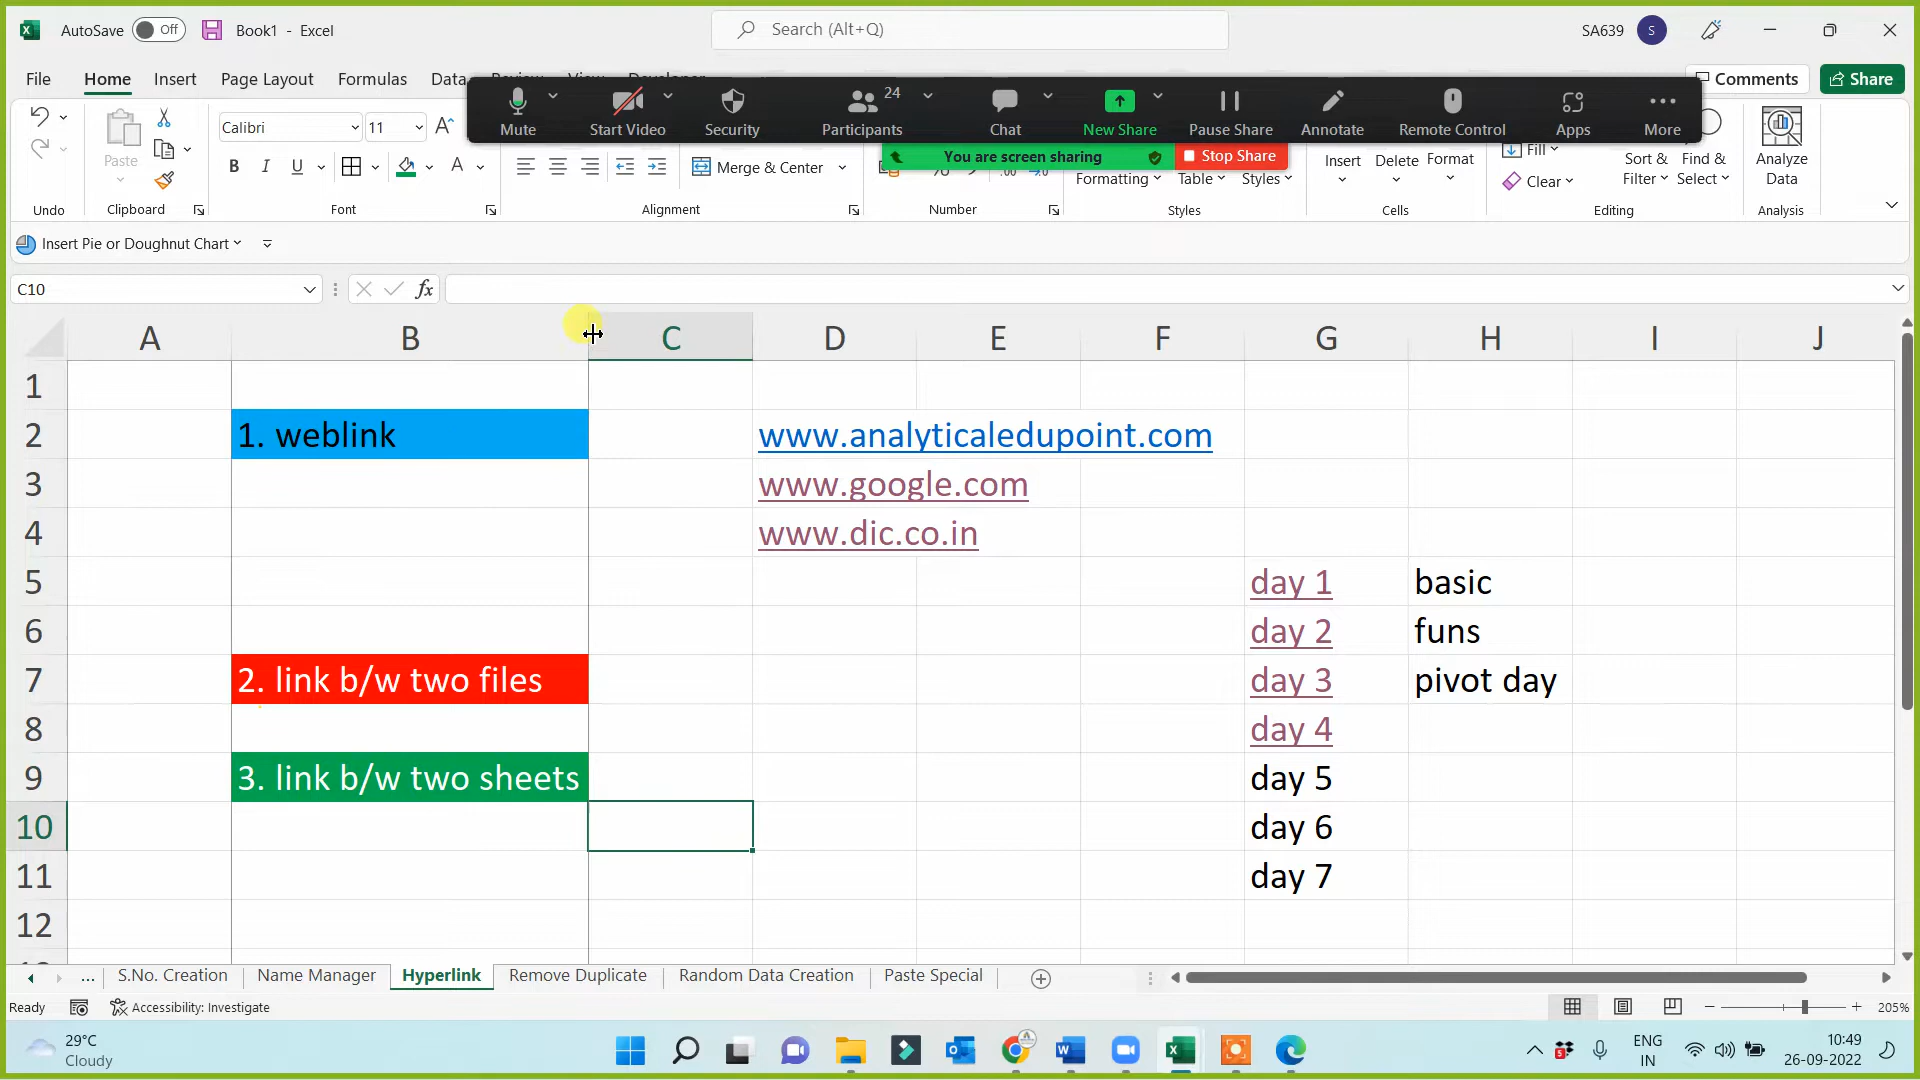 AutoSave Off Book1 - Excel Search (Alt+Q) SA639 S
File Home Insert Page Layout Formulas Data Comments Share
Mute Start Video Security Participants 24 Chat New Share Pause Share Annotate Remote Control Apps More
You are screen sharing Stop Share
Paste Calibri 11 Merge & Center
B I U A
Formatting Table Styles Insert Delete Format Fill Clear Sort & Filter Find & Select Analyze Data
Undo Clipboard Font Alignment Number Styles Cells Editing Analysis
Insert Pie or Doughnut Chart
C10 fx
A B C D E F G H I J
1
2 1. weblink www.analyticaledupoint.com
3 www.google.com
4 www.dic.co.in
5 day 1 basic
6 day 2 funs
7 2. link b/w two files day 3 pivot day
8 day 4
9 3. link b/w two sheets day 5
10 day 6
11 day 7
12
... S.No. Creation Name Manager Hyperlink Remove Duplicate Random Data Creation Paste Special
Ready Accessibility: Investigate 205%
29°C ENG 10:49
Cloudy IN 26-09-2022